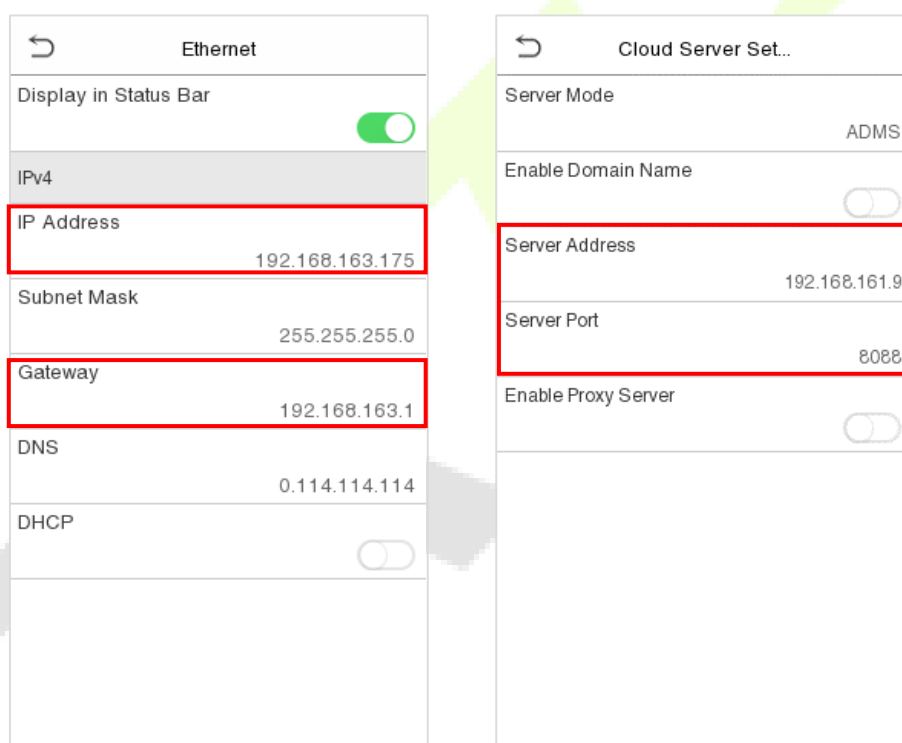 Ethernet
Display in Status Bar
IPv4
IP Address
192.168.163.175
Subnet Mask
255.255.255.0
Gateway
192.168.163.1
DNS
0.114.114.114
DHCP
Cloud Server Set...
Server Mode
ADMS
Enable Domain Name
Server Address
192.168.161.9
Server Port
8088
Enable Proxy Server